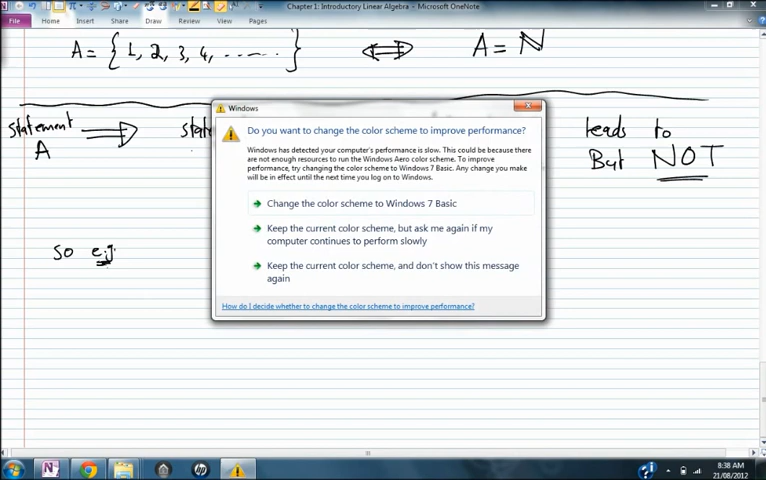 Chapter 1: Introductory Linear Algebra - Microsoft OneNote
File Home Insert Share Draw Review View Pages
A = {1, 2, 3, 4, ......} ⟺ A = ℕ
Windows
Do you want to change the color scheme to improve performance?
Windows has detected your computer's performance is slow. This could be because there
are not enough resources to run the Windows Aero color scheme. To improve
performance, try changing the color scheme to Windows 7 Basic. Any change you make
will be in effect until the next time you log on to Windows.
Change the color scheme to Windows 7 Basic
Keep the current color scheme, but ask me again if my
computer continues to perform slowly
Keep the current color scheme, and don't show this message
again
How do I decide whether to change the color scheme to improve performance?
statement ⟹ state leads to
A But NOT
so e.g.
8:38 AM
21/08/2012